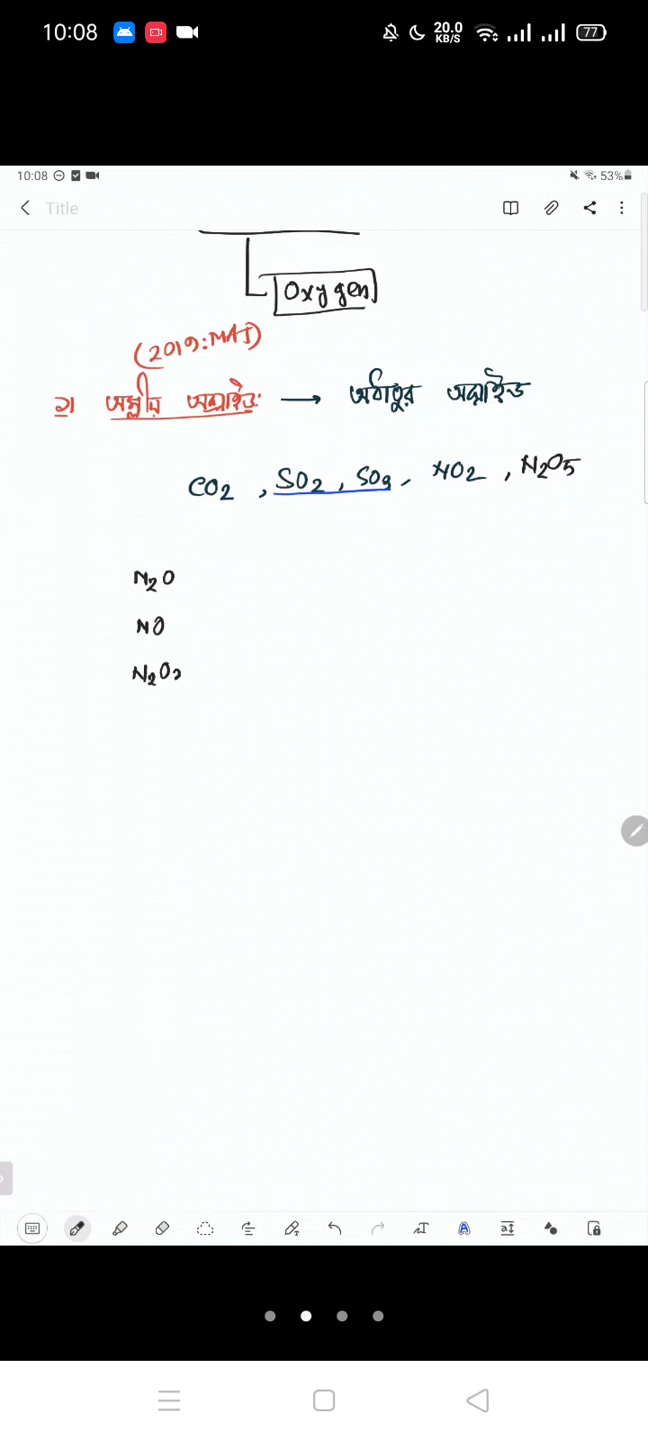 10:08 20.0 KB/S 77
10:08 53%
Title
Oxygen
(2019:MAT)
১। অম্লীয় অক্সাইড: → অধাতুর অক্সাইড
CO2, SO2, SO3, NO2, N2O5
N2O
NO
N2O3